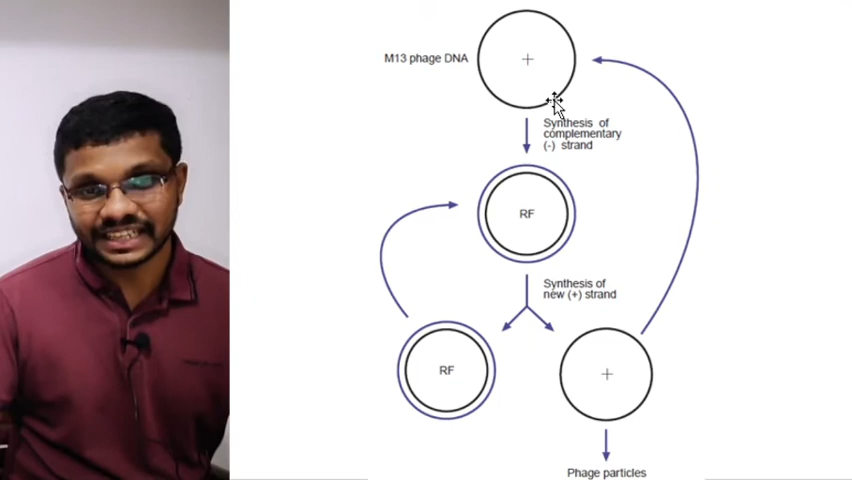 +
M13 phage DNA
Synthesis of
complementary
(-) strand
RF
Synthesis of
new (+) strand
RF
+
Phage particles